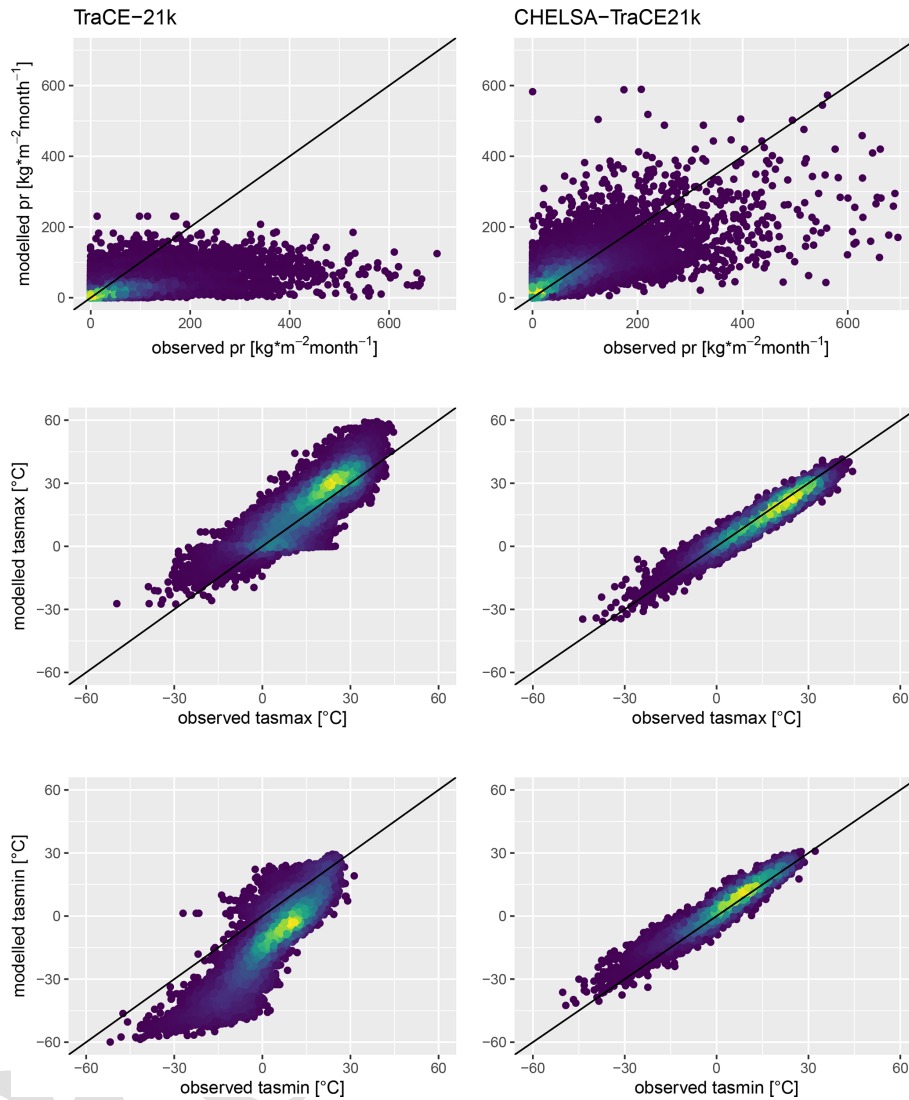 TraCE−21k
CHELSA−TraCE21k
modelled pr [kg*m−2month−1]
600
400
200
0
0 200 400 600
observed pr [kg*m−2month−1]
600
400
200
0
0 200 400 600
observed pr [kg*m−2month−1]
modelled tasmax [°C]
60
30
0
−30
−60
−60 −30 0 30 60
observed tasmax [°C]
60
30
0
−30
−60
−60 −30 0 30 60
observed tasmax [°C]
modelled tasmin [°C]
60
30
0
−30
−60
−60 −30 0 30 60
observed tasmin [°C]
60
30
0
−30
−60
−60 −30 0 30 60
observed tasmin [°C]